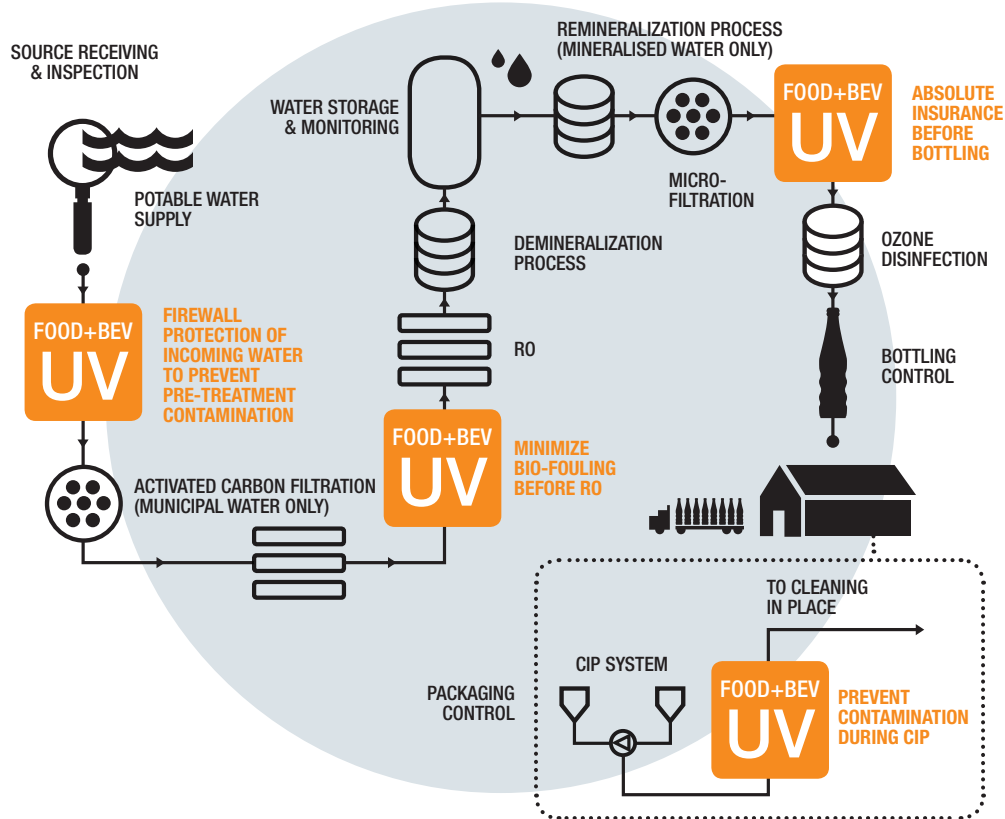 SOURCE RECEIVING
& INSPECTION
POTABLE WATER
SUPPLY
FOOD+BEV
UV
FIREWALL
PROTECTION OF
INCOMING WATER
TO PREVENT
PRE-TREATMENT
CONTAMINATION
ACTIVATED CARBON FILTRATION
(MUNICIPAL WATER ONLY)
FOOD+BEV
UV
MINIMIZE
BIO-FOULING
BEFORE RO
RO
DEMINERALIZATION
PROCESS
WATER STORAGE
& MONITORING
REMINERALIZATION PROCESS
(MINERALISED WATER ONLY)
MICRO-
FILTRATION
FOOD+BEV
UV
ABSOLUTE
INSURANCE
BEFORE
BOTTLING
OZONE
DISINFECTION
BOTTLING
CONTROL
PACKAGING
CONTROL
CIP SYSTEM
TO CLEANING
IN PLACE
FOOD+BEV
UV
PREVENT
CONTAMINATION
DURING CIP